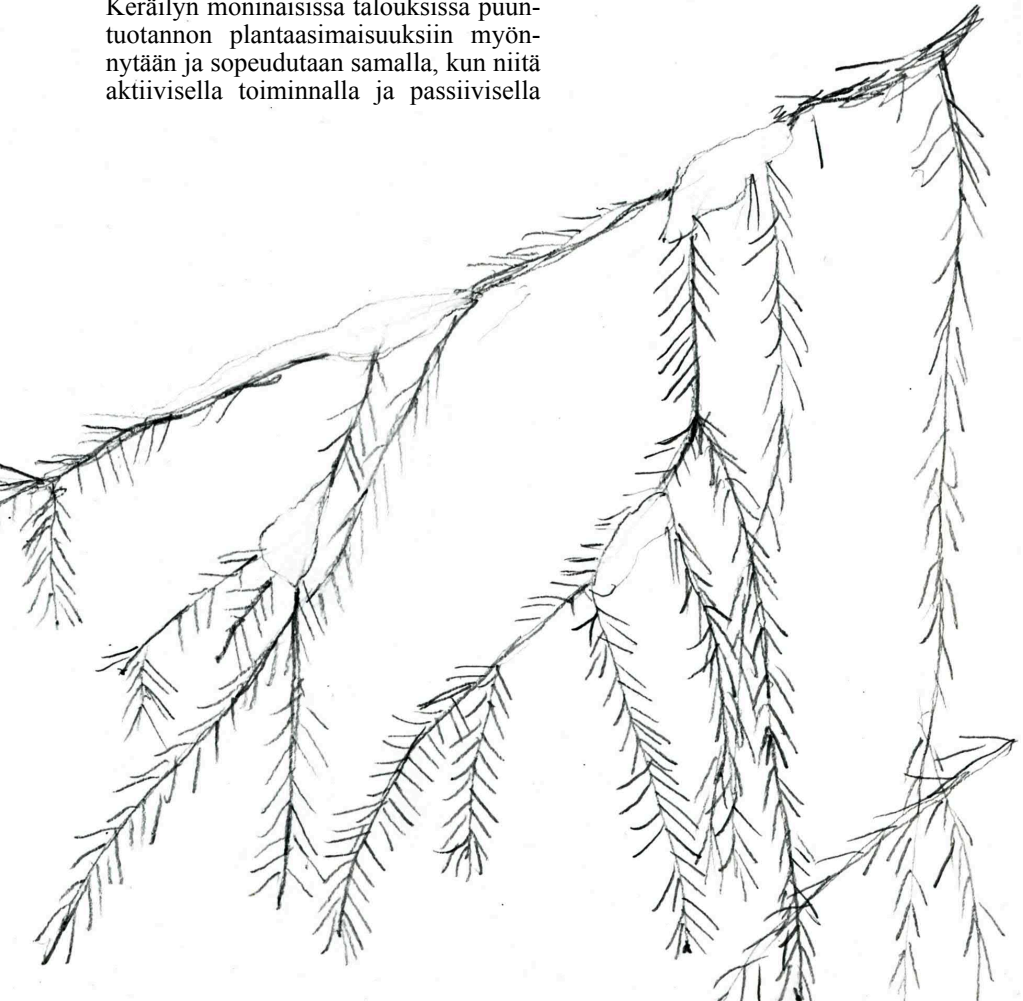 Keräilyn moninaisissa talouksissa puun-
tuotannon plantaasimaisuuksiin myön-
nytään ja sopeudutaan samalla, kun niitä
aktiivisella toiminnalla ja passiivisella